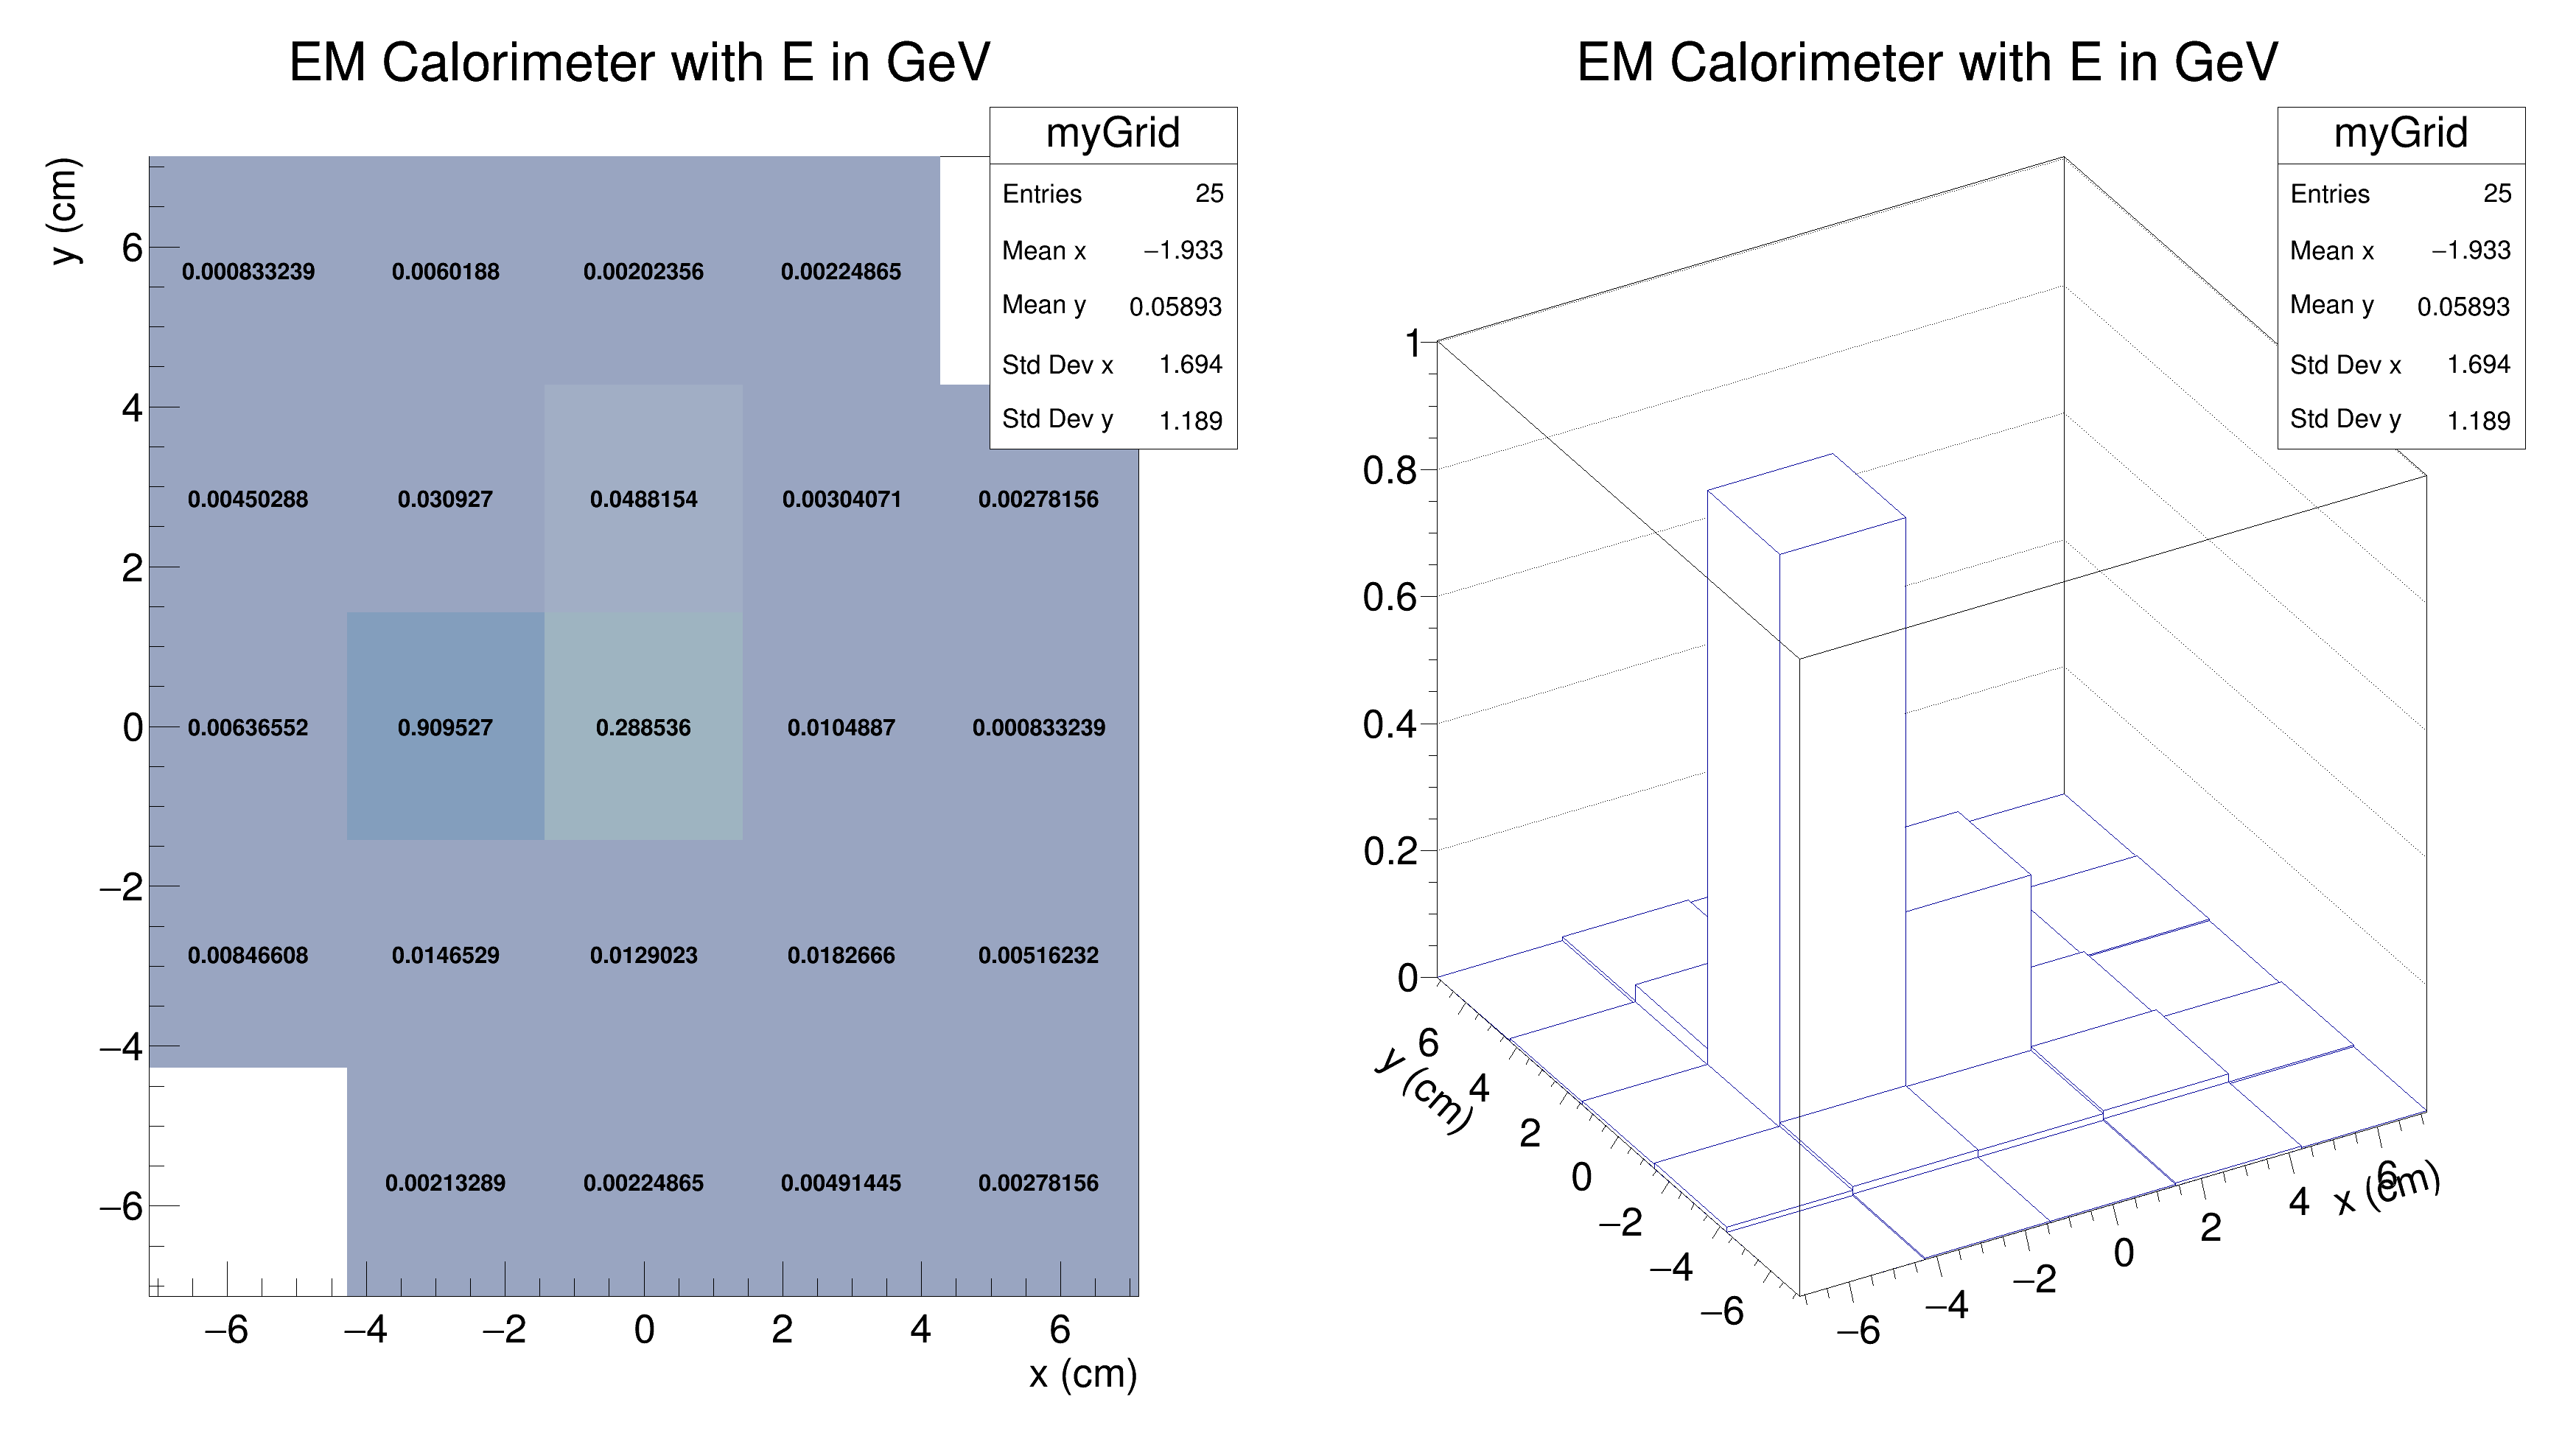 EM Calorimeter with E in GeV
myGrid
Entries 25
Mean x −1.933
Mean y 0.05893
Std Dev x 1.694
Std Dev y 1.189
y (cm)
6
4
2
0
−2
−4
−6
0.000833239 0.0060188 0.00202356 0.00224865
0.00450288 0.030927 0.0488154 0.00304071 0.00278156
0.00636552 0.909527 0.288536 0.0104887 0.000833239
0.00846608 0.0146529 0.0129023 0.0182666 0.00516232
0.00213289 0.00224865 0.00491445 0.00278156
−6 −4 −2 0 2 4 6
x (cm)
EM Calorimeter with E in GeV
myGrid
Entries 25
Mean x −1.933
Mean y 0.05893
Std Dev x 1.694
Std Dev y 1.189
1
0.8
0.6
0.4
0.2
0
y (cm)
6
4
2
0
−2
−4
−6
−6 −4 −2 0 2 4 6
x (cm)